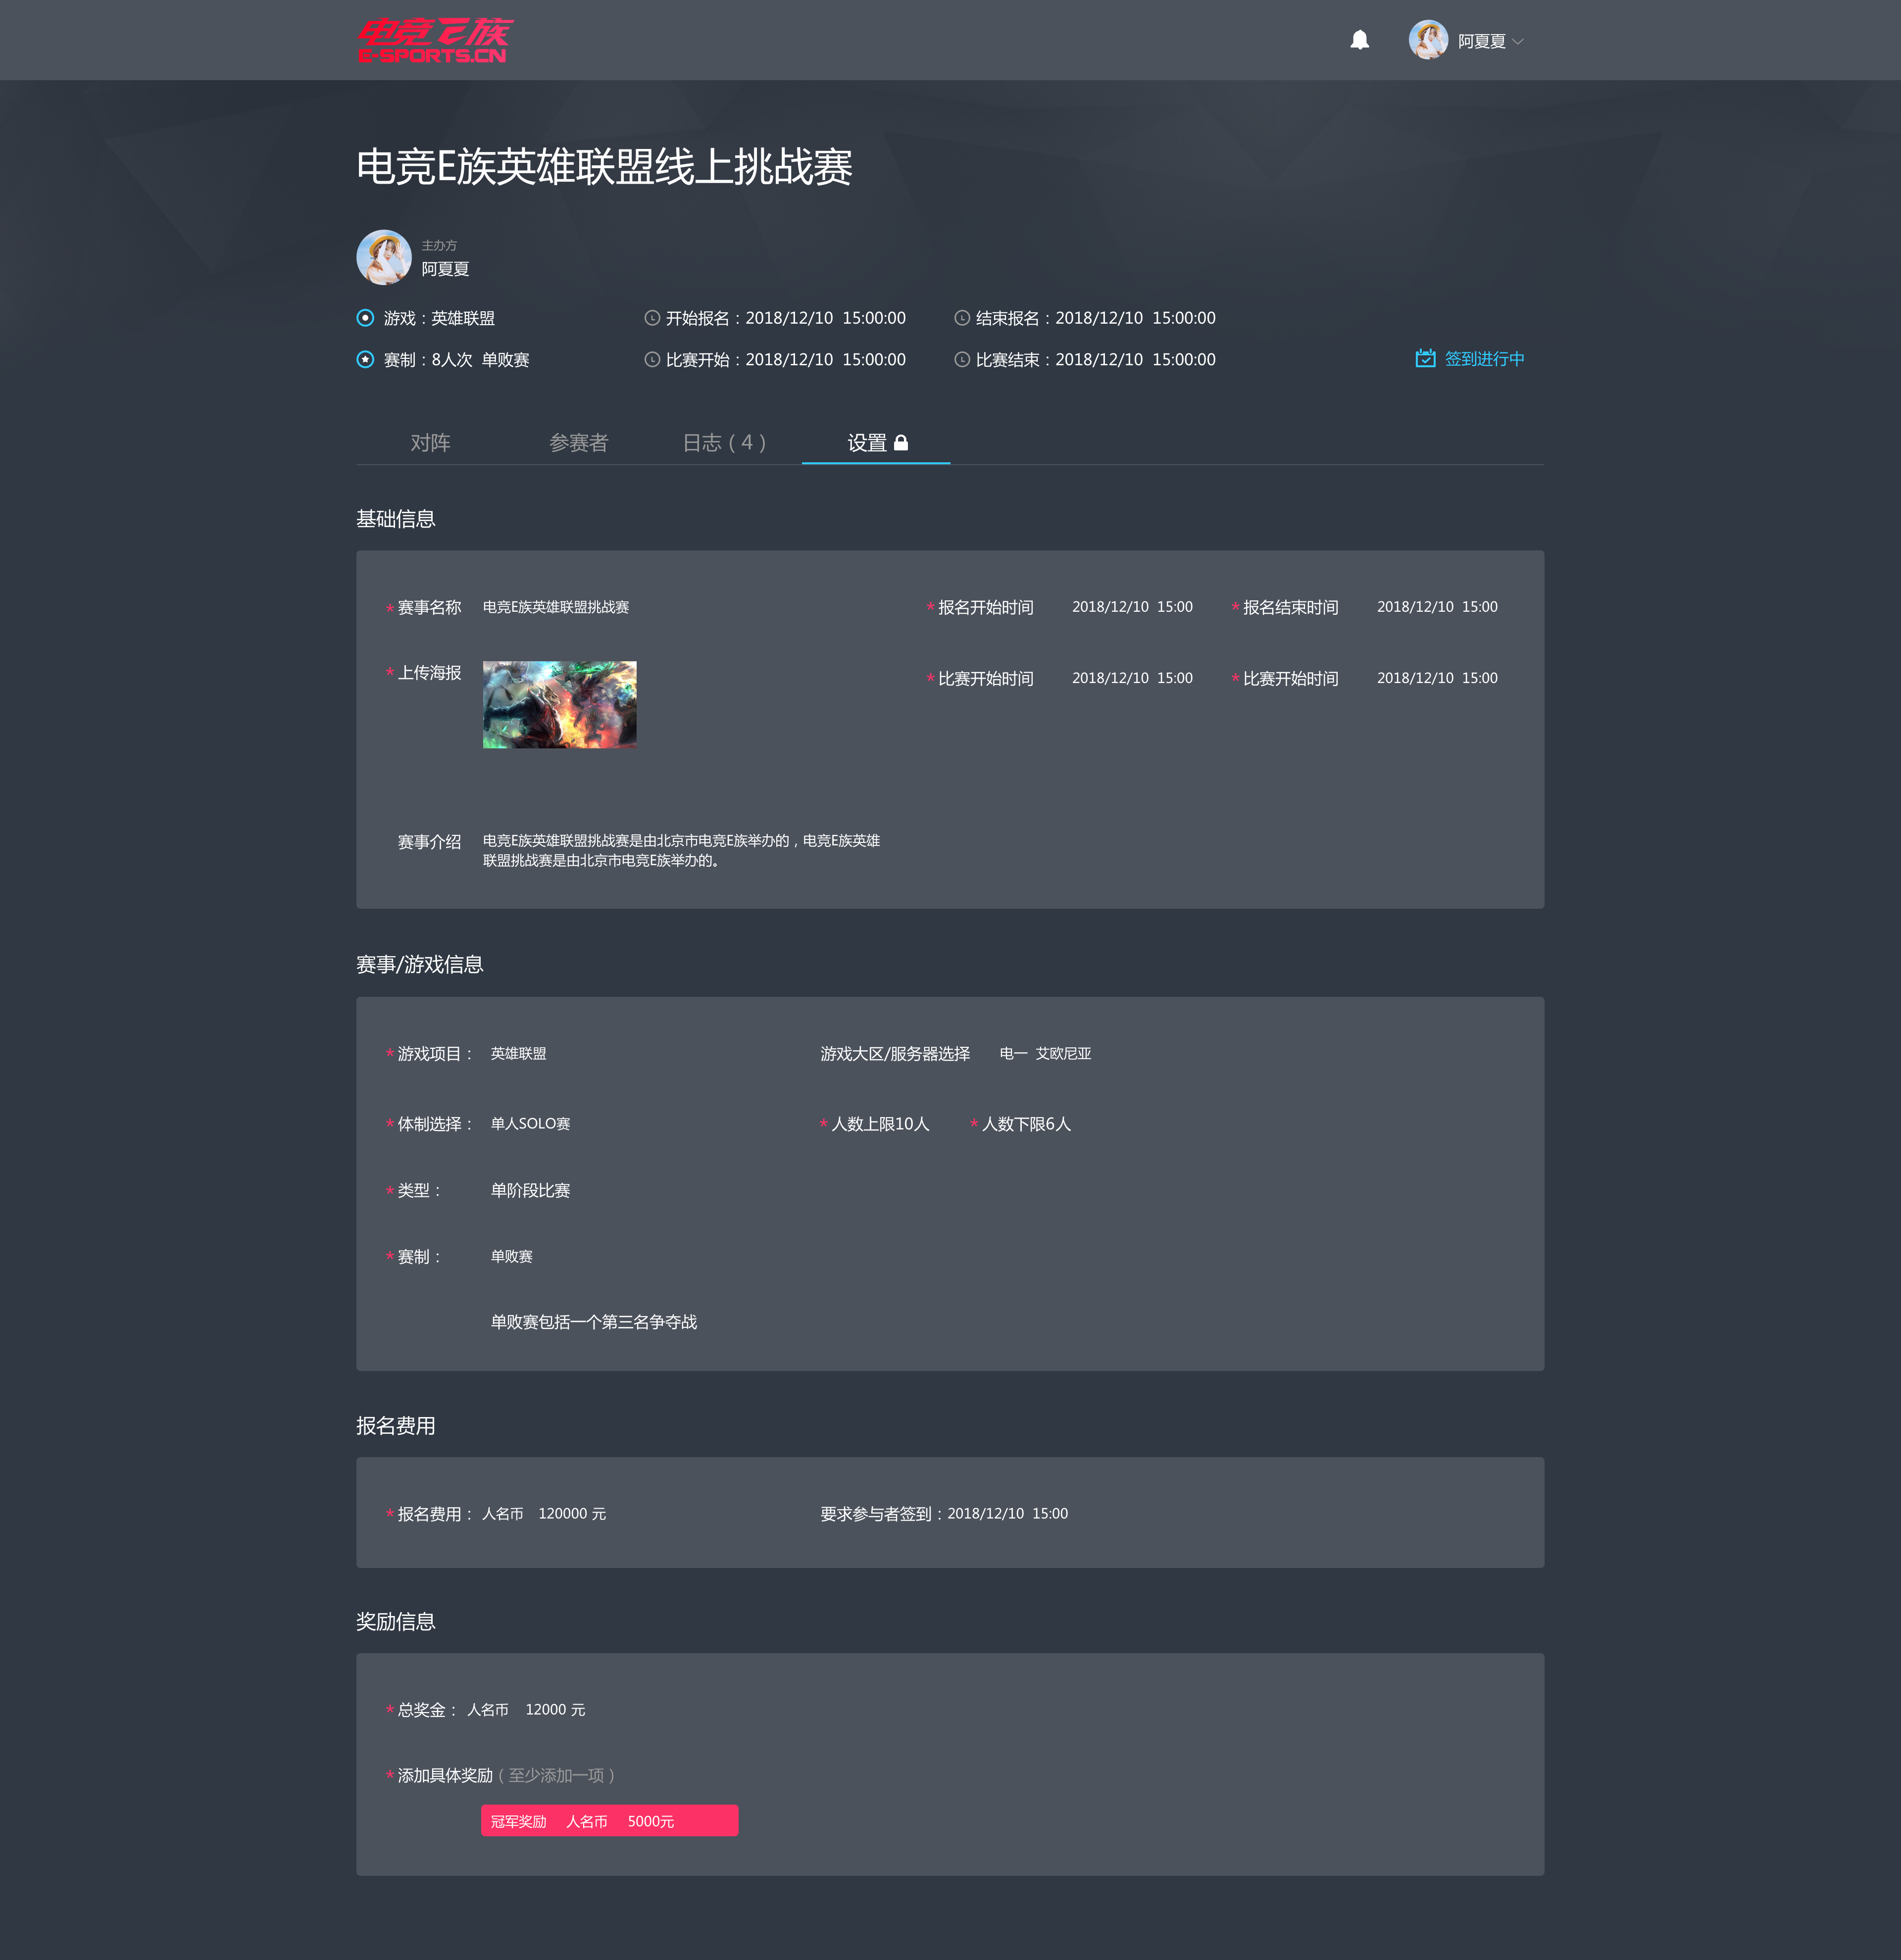 电竞E族
E-SPORTS.CN
阿夏夏
电竞E族英雄联盟线上挑战赛
主办方
阿夏夏
游戏：英雄联盟 开始报名：2018/12/10 15:00:00 结束报名：2018/12/10 15:00:00
赛制：8人次 单败赛 比赛开始：2018/12/10 15:00:00 比赛结束：2018/12/10 15:00:00 签到进行中
对阵 参赛者 日志（4） 设置
基础信息
* 赛事名称 电竞E族英雄联盟挑战赛 * 报名开始时间 2018/12/10 15:00 * 报名结束时间 2018/12/10 15:00
* 上传海报 * 比赛开始时间 2018/12/10 15:00 * 比赛开始时间 2018/12/10 15:00
赛事介绍 电竞E族英雄联盟挑战赛是由北京市电竞E族举办的，电竞E族英雄
联盟挑战赛是由北京市电竞E族举办的。
赛事/游戏信息
* 游戏项目： 英雄联盟 游戏大区/服务器选择 电一 艾欧尼亚
* 体制选择： 单人SOLO赛 * 人数上限10人 * 人数下限6人
* 类型： 单阶段比赛
* 赛制： 单败赛
单败赛包括一个第三名争夺战
报名费用
* 报名费用： 人名币 120000 元 要求参与者签到：2018/12/10 15:00
奖励信息
* 总奖金： 人名币 12000 元
* 添加具体奖励（至少添加一项）
冠军奖励 人名币 5000元